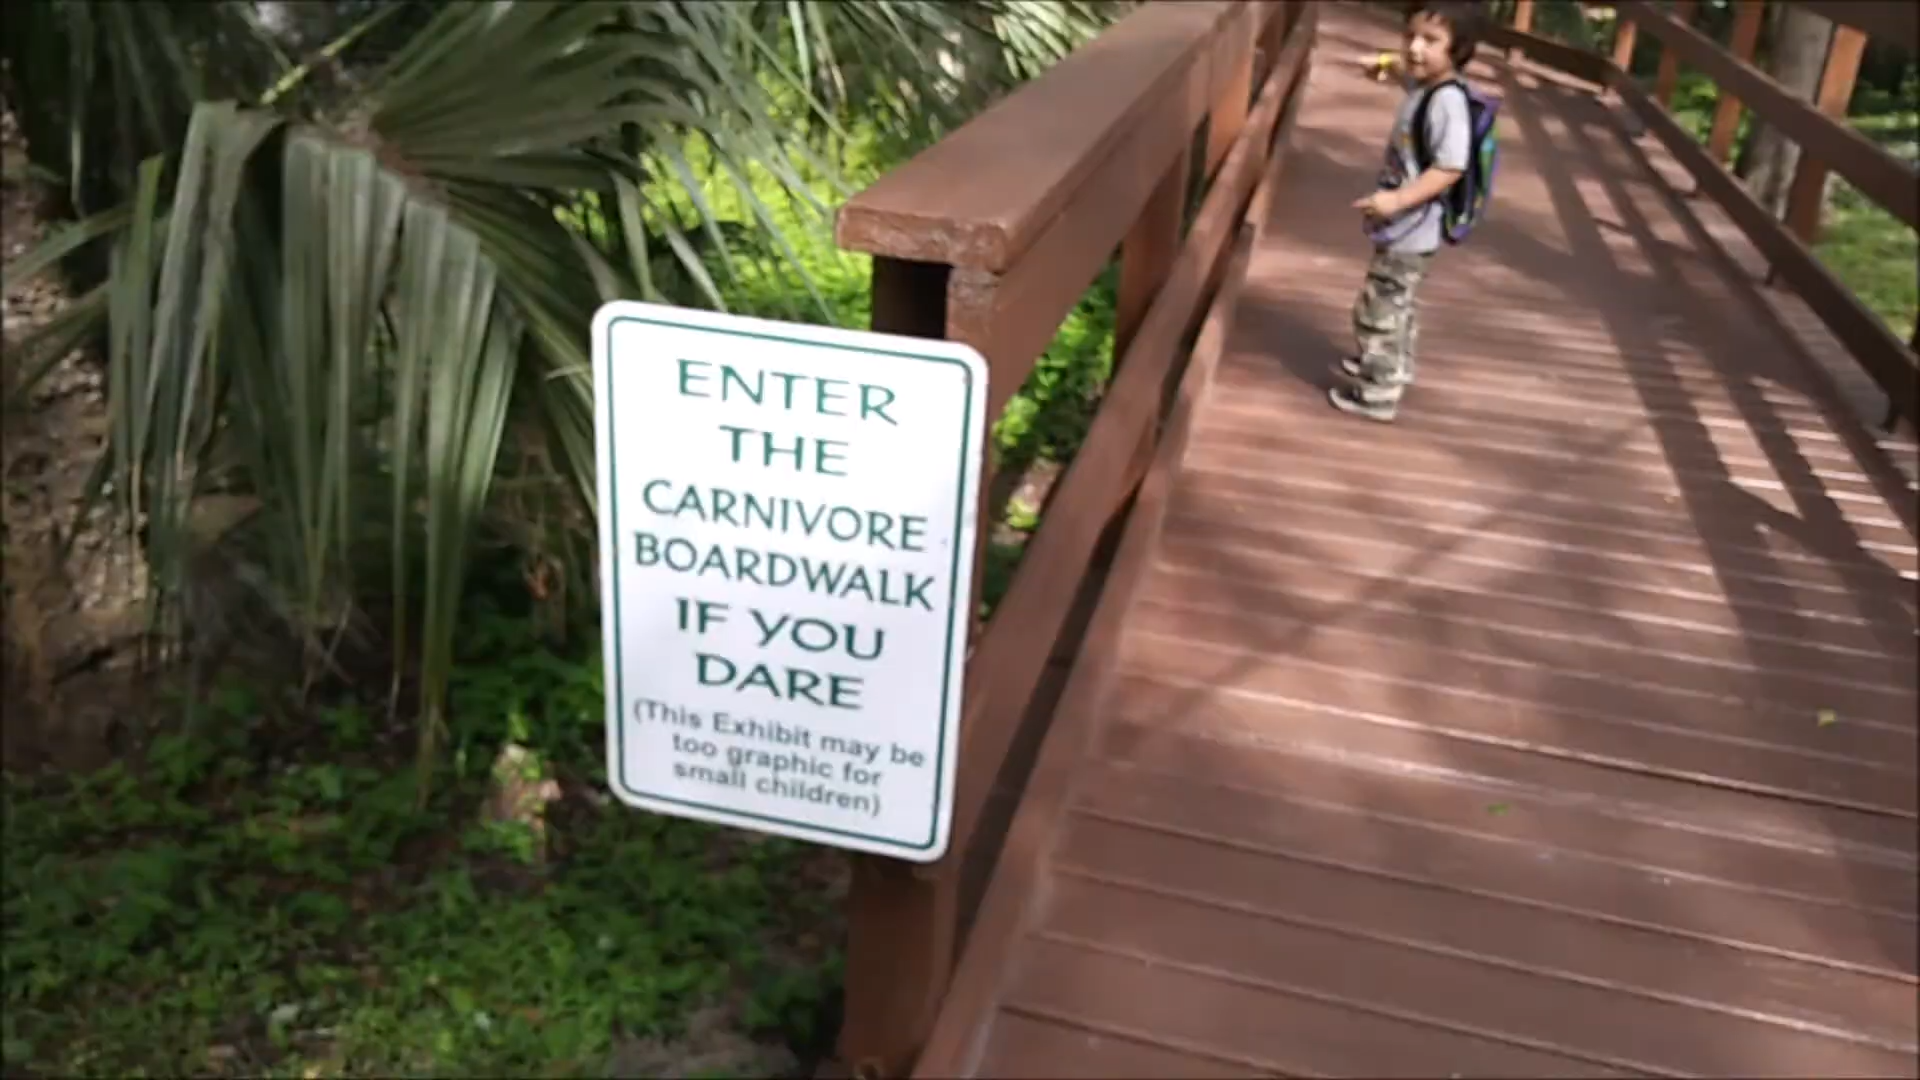 ENTER
THE
CARNIVORE
BOARDWALK
IF YOU
DARE
(This Exhibit may be
too graphic for
small children)